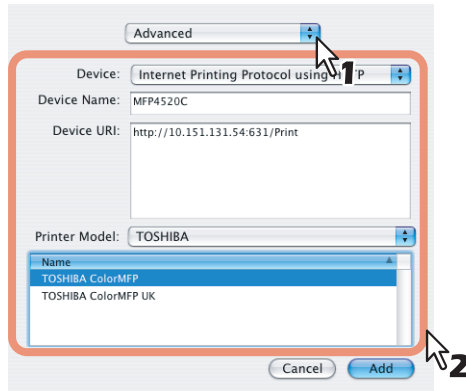 Advanced
1
Device: Internet Printing Protocol using HTTP
Device Name: MFP4520C
Device URI: http://10.151.131.54:631/Print
Printer Model: TOSHIBA
Name
TOSHIBA ColorMFP
TOSHIBA ColorMFP UK
2
Cancel Add